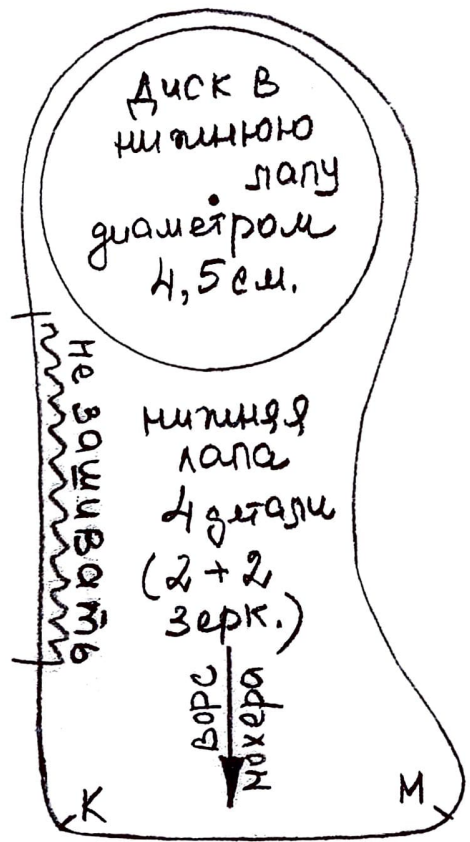 Диск в
нижнюю
лапу
диаметром
4,5 см.
не зашивать
нижняя
лапа
4 детали
(2 + 2
зерк.)
ворс
мохера
К
М